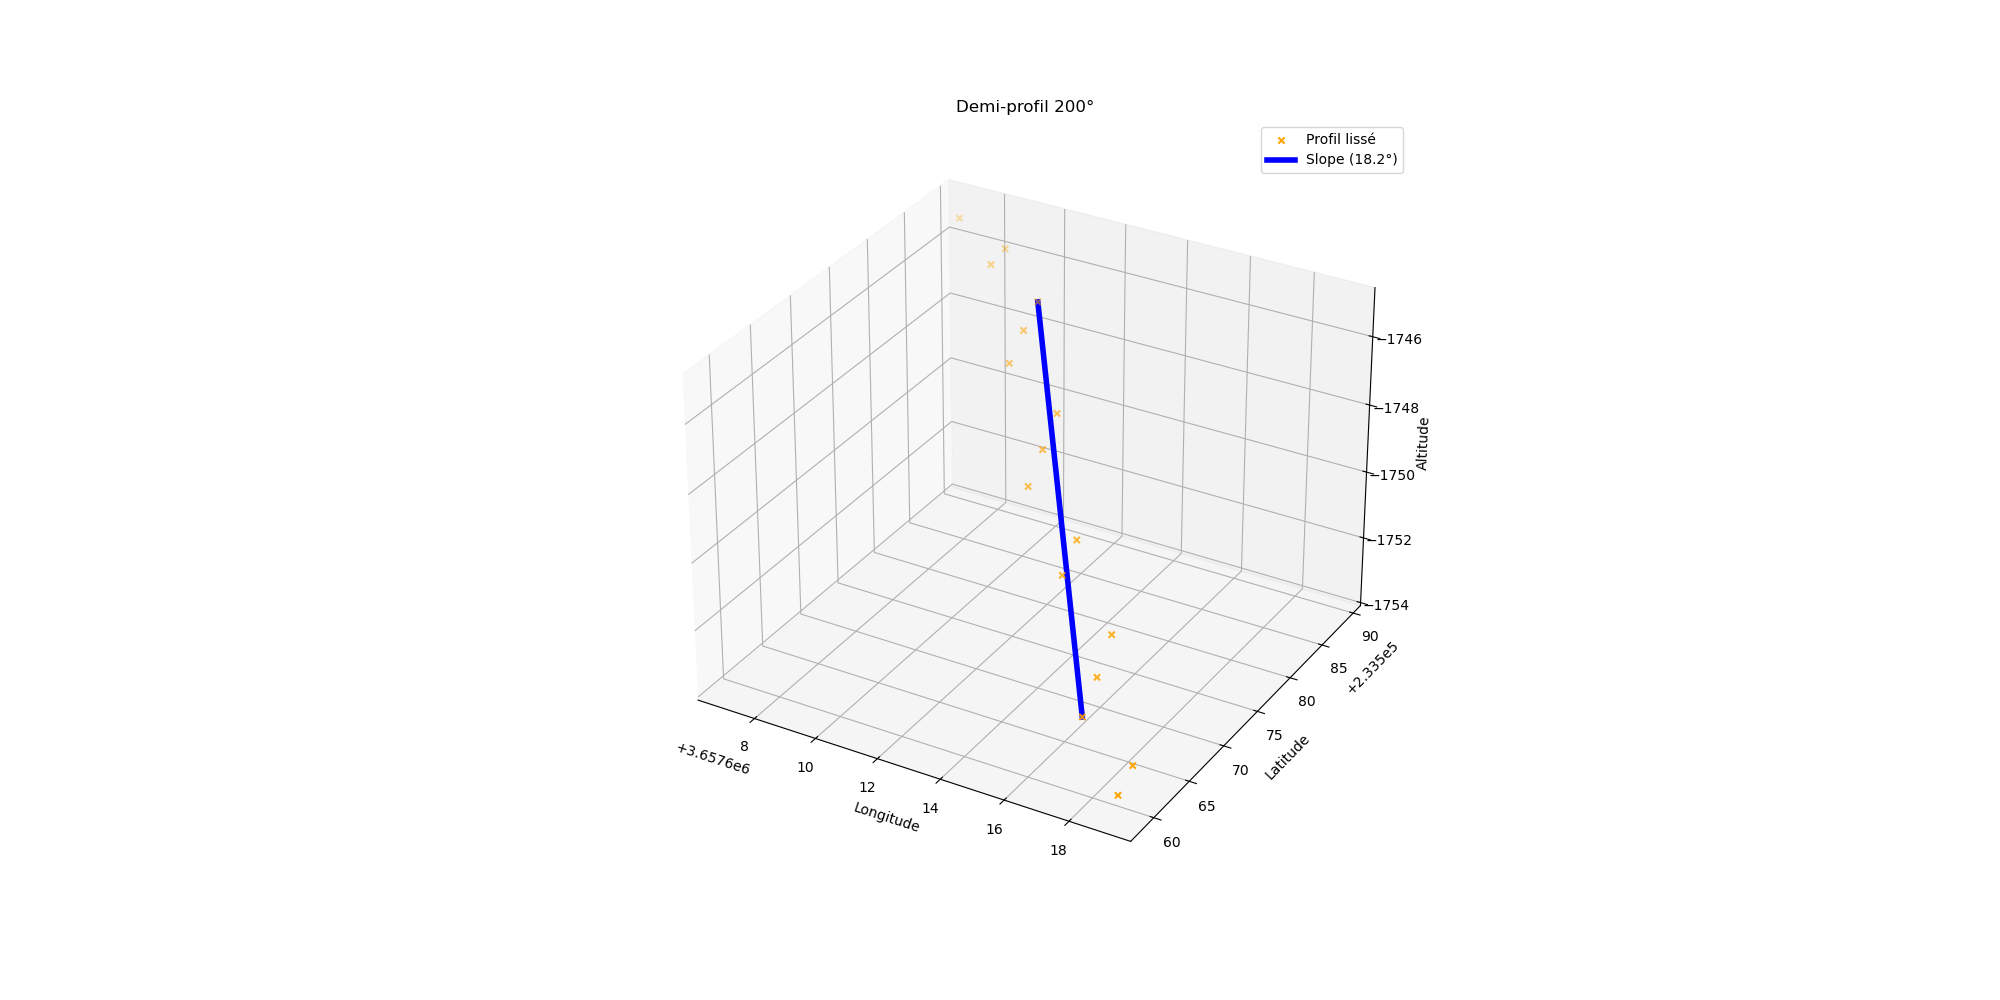 Demi-profil 200°
Profil lissé
Slope (18.2°)
−1746
−1748
−1750
−1752
−1754
Altitude
90
85
80
75
70
65
60
+2.335e5
Latitude
8
10
12
14
16
18
+3.6576e6
Longitude